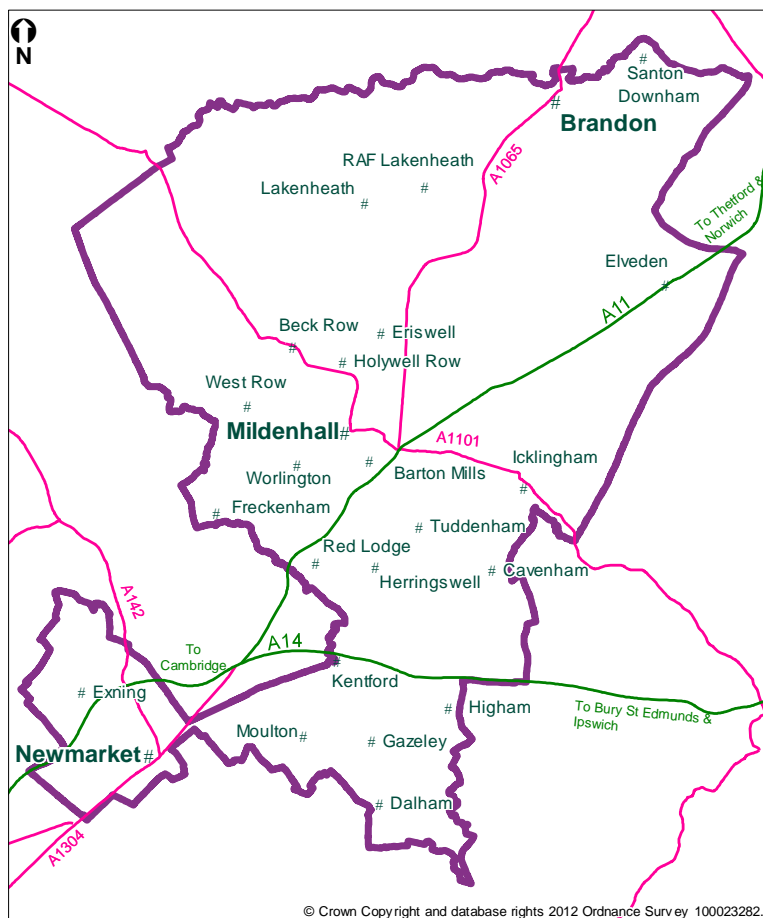 N
Santon
Downham
Brandon
RAF Lakenheath
A1065
Lakenheath
To Thetford &
Norwich
Elveden
A11
Beck Row
Eriswell
Holywell Row
West Row
Mildenhall
A1101
Icklingham
Worlington
Barton Mills
Freckenham
Tuddenham
Red Lodge
Herringswell
Cavenham
A142
To
Cambridge
A14
Kentford
Exning
Higham
To Bury St Edmunds &
Ipswich
Newmarket
Moulton
Gazeley
Dalham
A1304
© Crown Copyright and database rights 2012 Ordnance Survey 100023282.